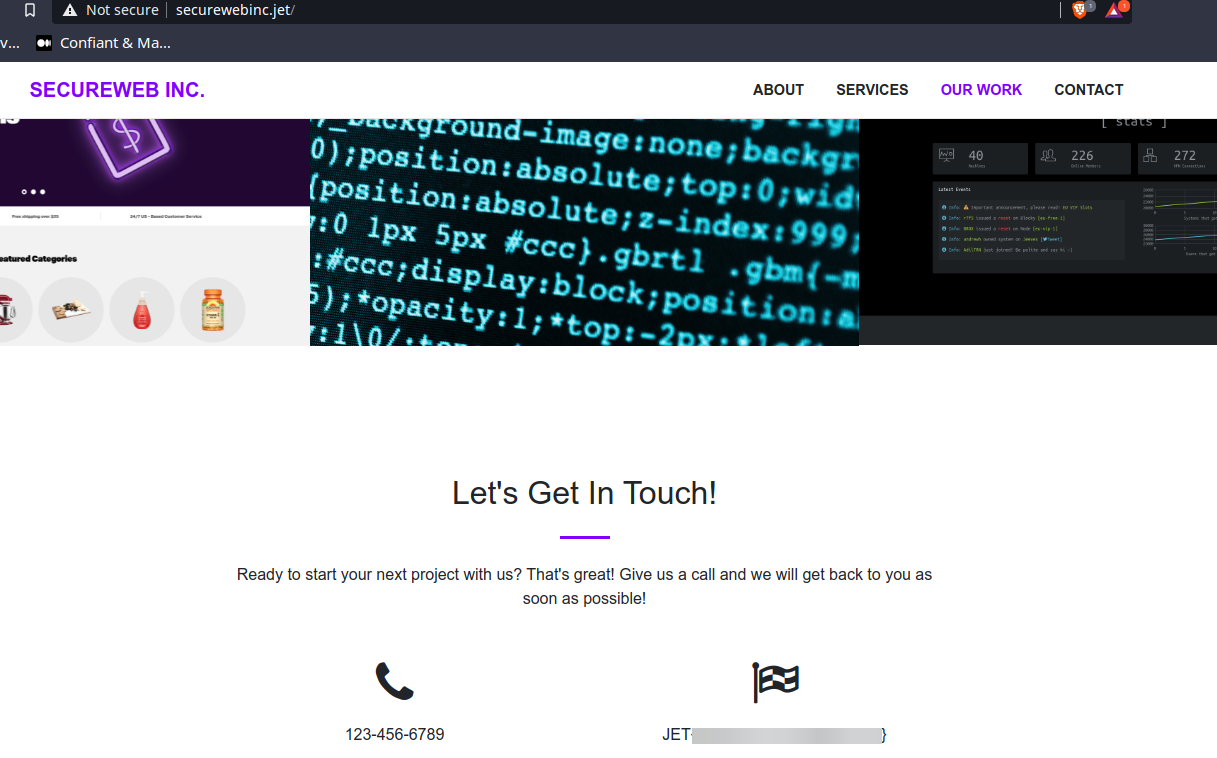 Not secure securewebinc.jet/
v... Confiant & Ma...
SECUREWEB INC.
ABOUT SERVICES OUR WORK CONTACT
[ stats ]
40
226
272
Free shipping over $35
24/7 US - Based Customer Service
Latest Events
eatured Categories
_background-image:none;backgr
0);position:absolute;top:0;wid
{position:absolute;z-index:999;
:0 1px 5px #ccc}.gbrtl .gbm{-m
:#ccc;display:block;position:a
);*opacity:1;*top:-2px;*left
:1\0/;
Let's Get In Touch!
Ready to start your next project with us? That's great! Give us a call and we will get back to you as
soon as possible!
123-456-6789
JET
}